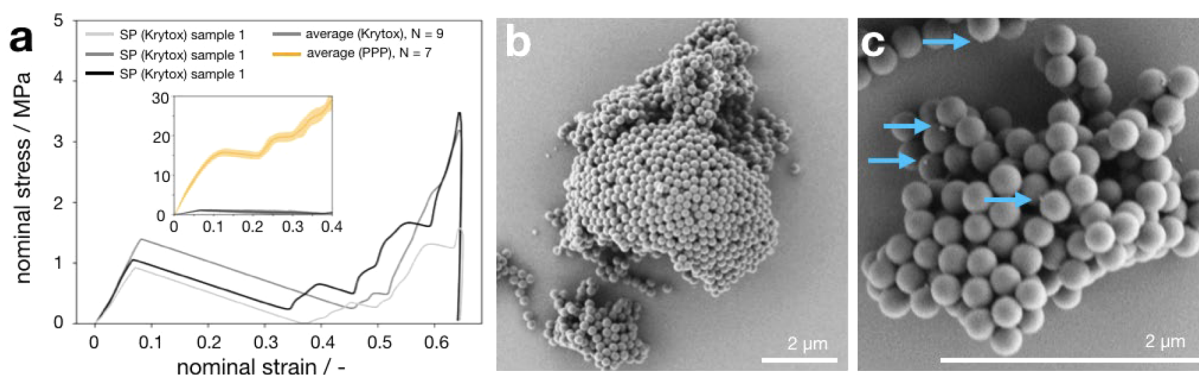 a
nominal stress / MPa
5
4
3
2
1
0
SP (Krytox) sample 1
SP (Krytox) sample 1
SP (Krytox) sample 1
average (Krytox), N = 9
average (PPP), N = 7
30
20
10
0
0 0.1 0.2 0.3 0.4
0 0.1 0.2 0.3 0.4 0.5 0.6
nominal strain / -
b
2 µm
c
2 µm